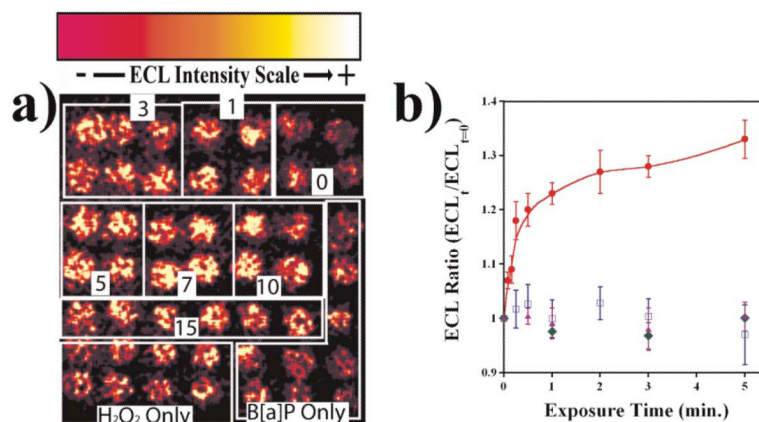 - ECL Intensity Scale +
a)
3
1
0
5
7
10
15
H₂O₂ Only
B[a]P Only
b)
ECL Ratio (ECLₜ/ECLₜ₌₀)
1.4
1.3
1.2
1.1
1
0.9
0 1 2 3 4 5
Exposure Time (min.)